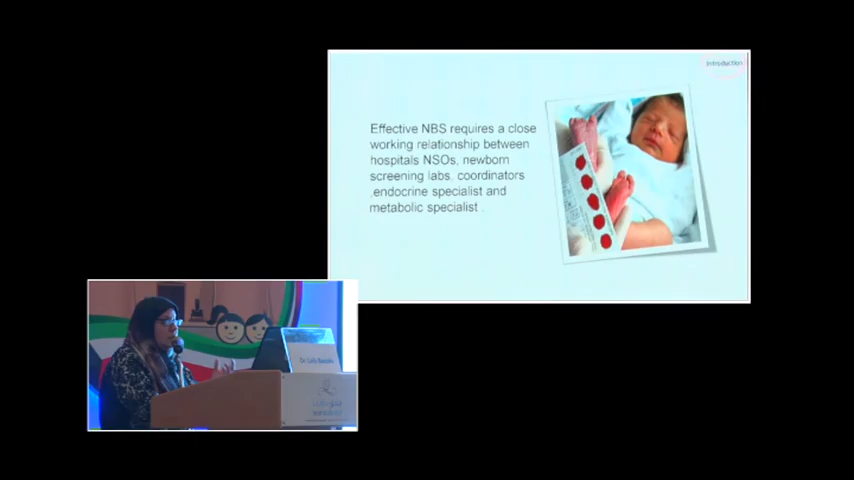 Introduction
Effective NBS requires a close
working relationship between
hospitals NSOs, newborn
screening labs. coordinators
,endocrine specialist and
metabolic specialist .